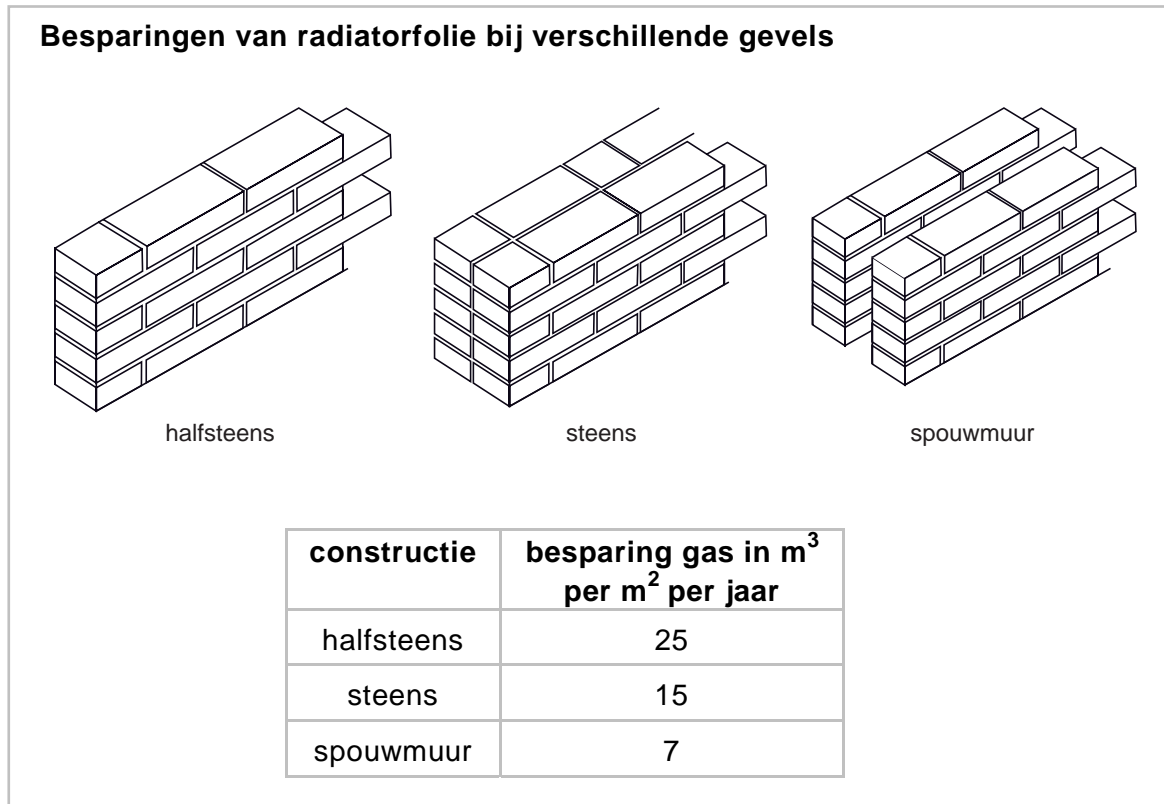 Besparingen van radiatorfolie bij verschillende gevels
halfsteens steens spouwmuur
constructie besparing gas in m³
per m² per jaar
halfsteens 25
steens 15
spouwmuur 7